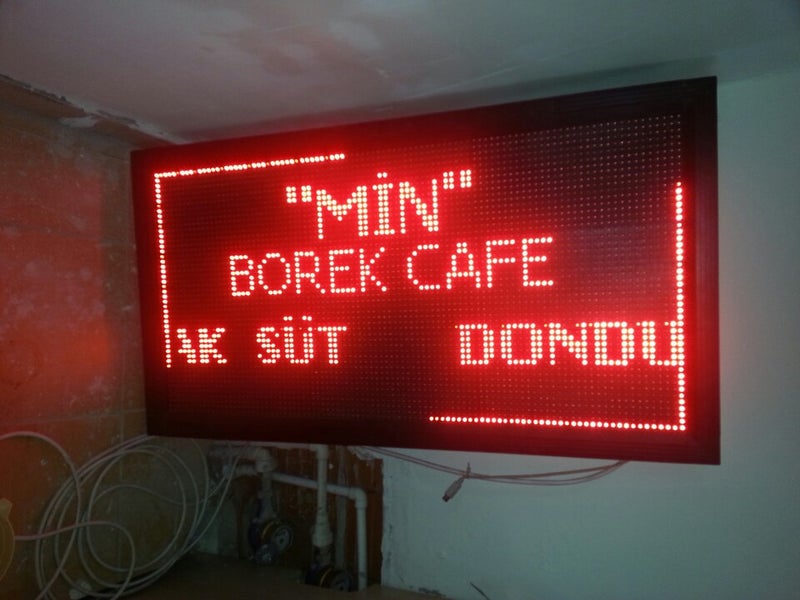 "MİN"
BOREK CAFE
AK SÜT DONDU